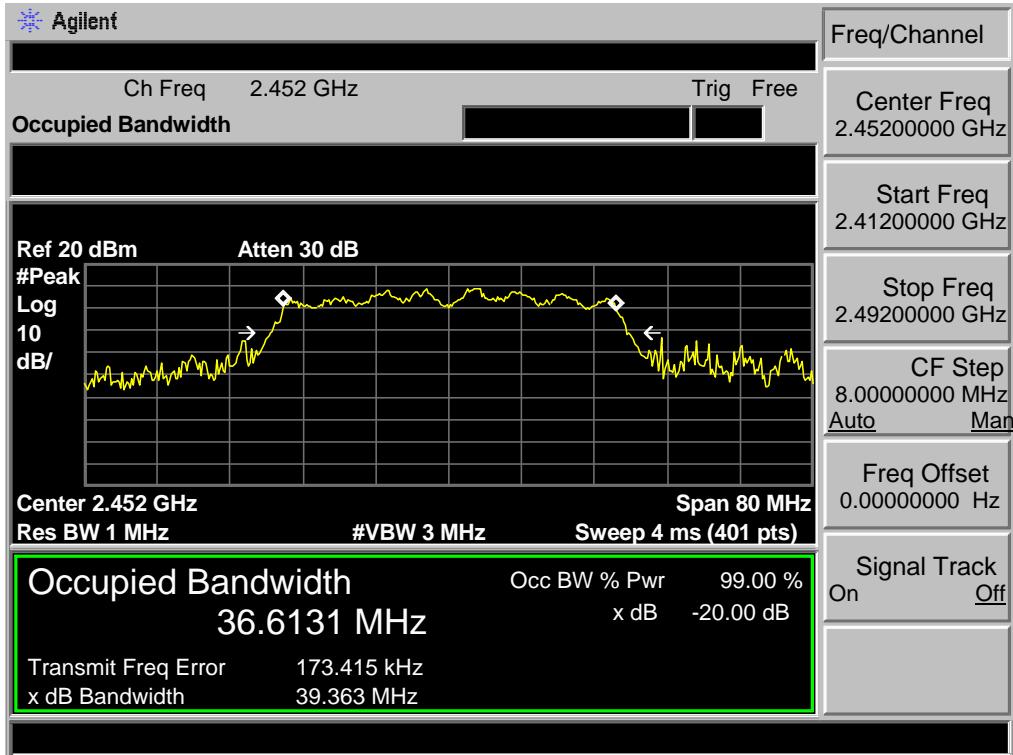 Agilent
Freq/Channel
Ch Freq 2.452 GHz Trig Free
Occupied Bandwidth
Center Freq
2.45200000 GHz
Start Freq
2.41200000 GHz
Stop Freq
2.49200000 GHz
CF Step
8.00000000 MHz
Auto Man
Freq Offset
0.00000000 Hz
Signal Track
On Off
Ref 20 dBm Atten 30 dB
#Peak
Log
10
dB/
Center 2.452 GHz Span 80 MHz
Res BW 1 MHz #VBW 3 MHz Sweep 4 ms (401 pts)
Occupied Bandwidth Occ BW % Pwr 99.00 %
36.6131 MHz x dB -20.00 dB
Transmit Freq Error 173.415 kHz
x dB Bandwidth 39.363 MHz